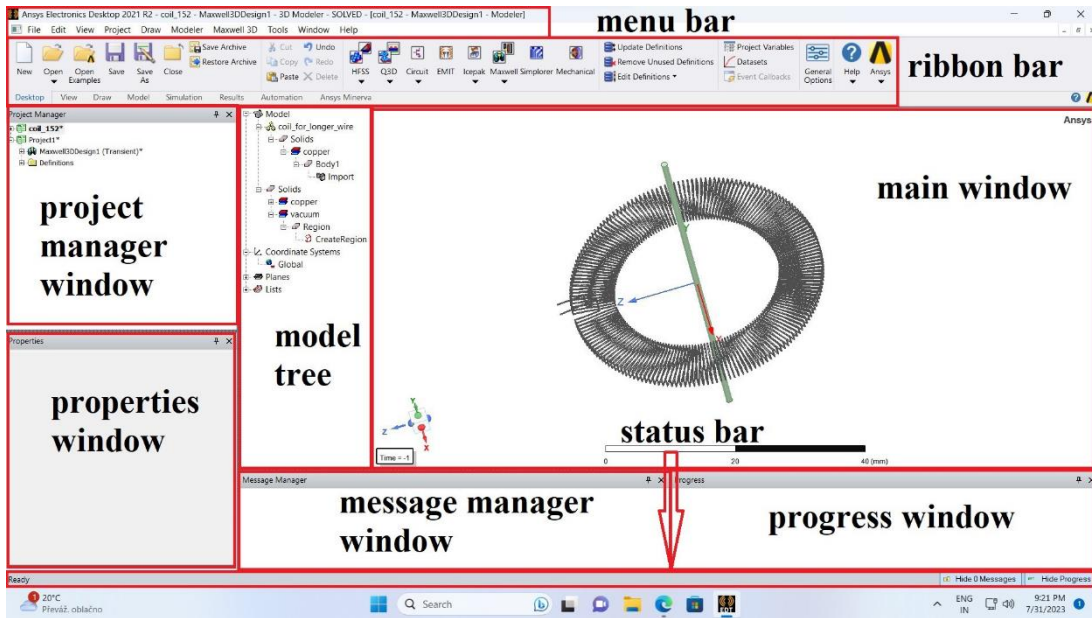 Ansys Electronics Desktop 2021 R2 - coil_152 - Maxwell3DDesign1 - 3D Modeler - SOLVED - [coil_152 - Maxwell3DDesign1 - Modeler]
menu bar
File Edit View Project Draw Modeler Maxwell 3D Tools Window Help
Save Archive
Restore Archive
Cut Undo
Copy Redo
Paste Delete
Update Definitions
Remove Unused Definitions
Edit Definitions
Project Variables
Datasets
Event Callbacks
New Open Open Examples Save Save As Close
HFSS Q3D Circuit EMIT Icepak Maxwell Simplorer Mechanical
General Options Help Ansys
ribbon bar
Desktop View Draw Model Simulation Results Automation Ansys Minerva
Project Manager
coil_152*
Project1*
Maxwell3DDesign1 (Transient)*
Definitions
project
manager
window
Model
coil_for_longer_wire
Solids
copper
Body1
Import
Solids
copper
vacuum
Region
CreateRegion
Coordinate Systems
Global
Planes
Lists
model
tree
Ansys
main window
Y
Z
X
Properties
properties
window
Y
Z
X
Time = -1
status bar
0 20 40 (mm)
Message Manager
message manager
window
Progress
progress window
Ready
Hide 0 Messages Hide Progress
1
20°C
Převáž. oblačno
Search
EDT
ENG
IN
9:21 PM
7/31/2023
1